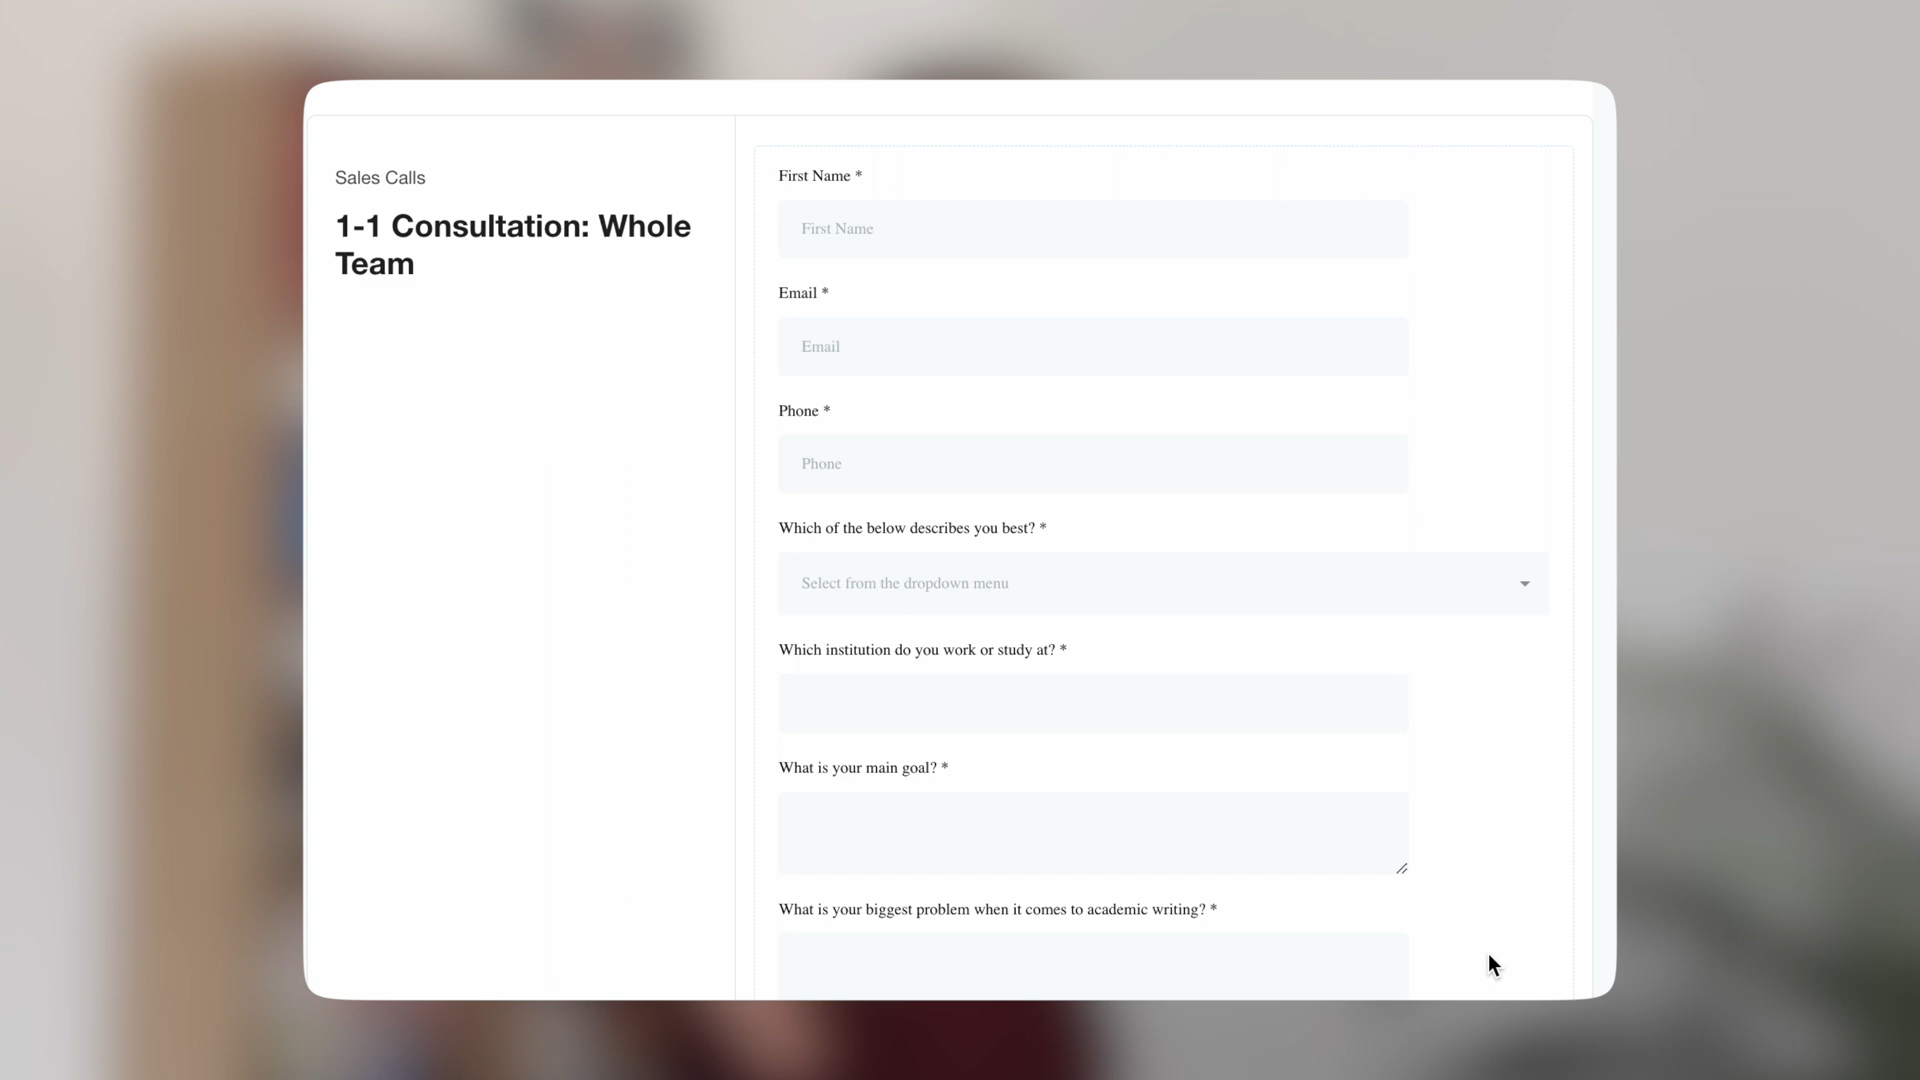 Sales Calls
1-1 Consultation: Whole
Team
First Name *
First Name
Email *
Email
Phone *
Phone
Which of the below describes you best? *
Select from the dropdown menu
Which institution do you work or study at? *
What is your main goal? *
What is your biggest problem when it comes to academic writing? *